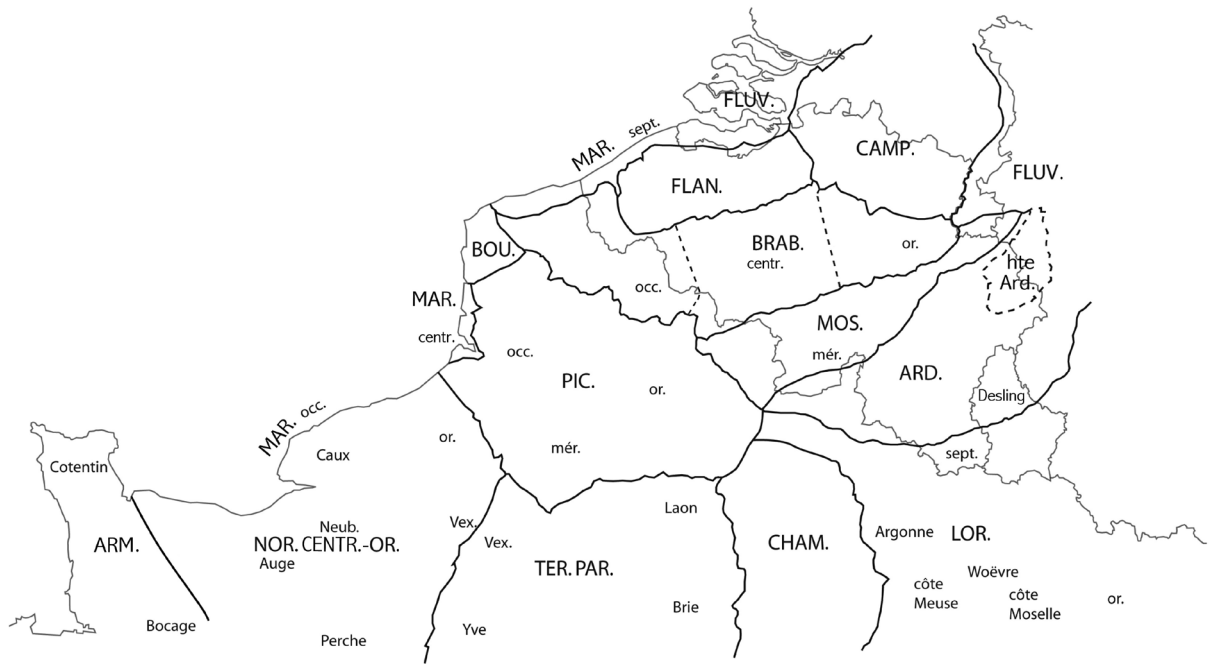 FLUV.
MAR. sept.
CAMP.
FLUV.
FLAN.
BOU.
BRAB.
centr.
or.
hte
Ard.
occ.
MAR.
centr.
MOS.
mér.
occ.
PIC.
or.
ARD.
Desling
MAR. occ.
or.
mér.
sept.
Caux
Cotentin
Laon
Neub.
Vex.
Vex.
ARM.
NOR. CENTR.-OR.
Auge
CHAM.
Argonne
LOR.
TER. PAR.
Woëvre
côte
Meuse
côte
Moselle
or.
Brie
Bocage
Perche
Yve